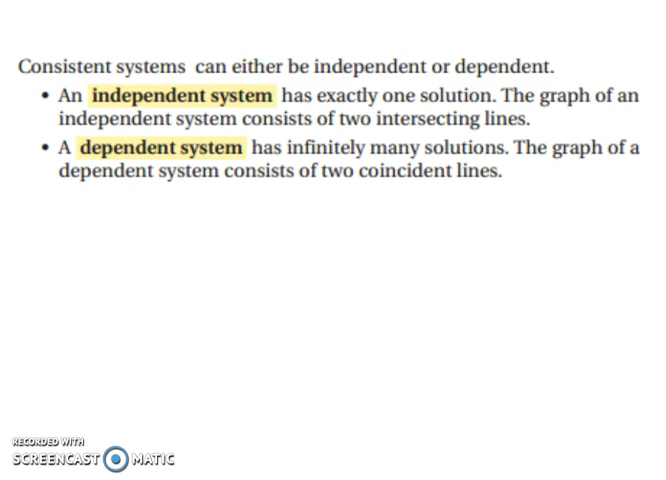 Consistent systems can either be independent or dependent.
• An independent system has exactly one solution. The graph of an
independent system consists of two intersecting lines.
• A dependent system has infinitely many solutions. The graph of a
dependent system consists of two coincident lines.
RECORDED WITH
SCREENCAST MATIC